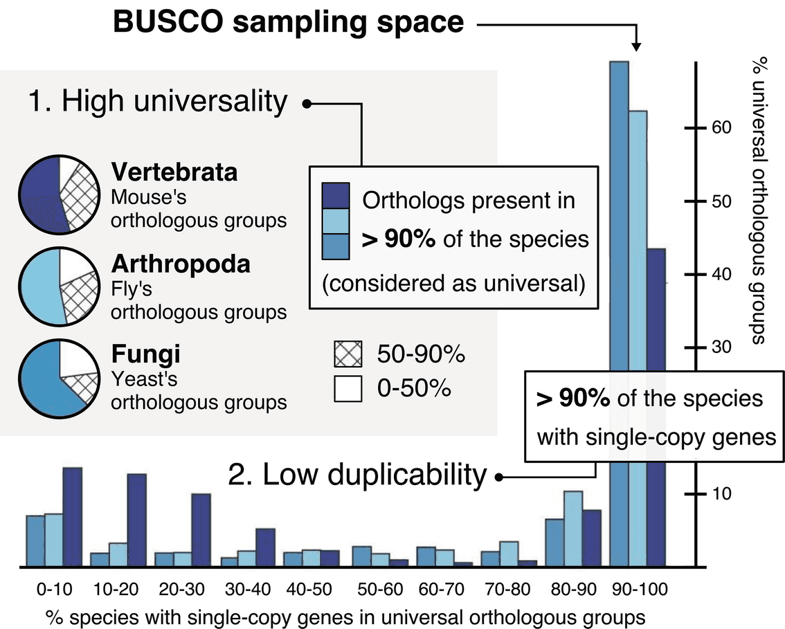 BUSCO sampling space
1. High universality
Vertebrata
Mouse's
orthologous groups
Arthropoda
Fly's
orthologous groups
Fungi
Yeast's
orthologous groups
Orthologs present in
> 90% of the species
(considered as universal)
50-90%
0-50%
% universal orthologous groups
60
50
40
30
10
> 90% of the species
with single-copy genes
2. Low duplicability
0-10 10-20 20-30 30-40 40-50 50-60 60-70 70-80 80-90 90-100
% species with single-copy genes in universal orthologous groups